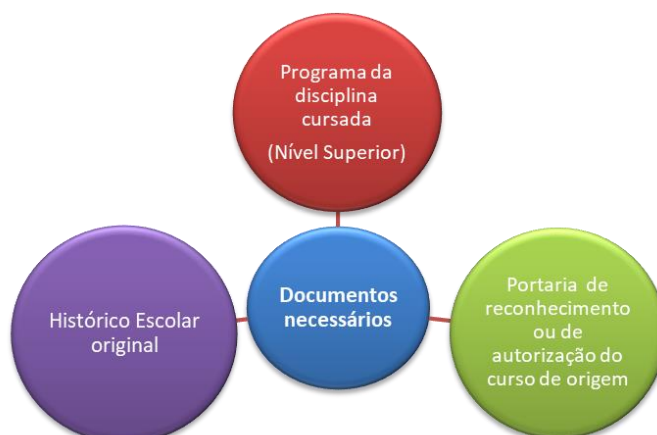 Programa da
disciplina
cursada
(Nível Superior)
Histórico Escolar
original
Documentos
necessários
Portaria de
reconhecimento
ou de
autorização do
curso de origem